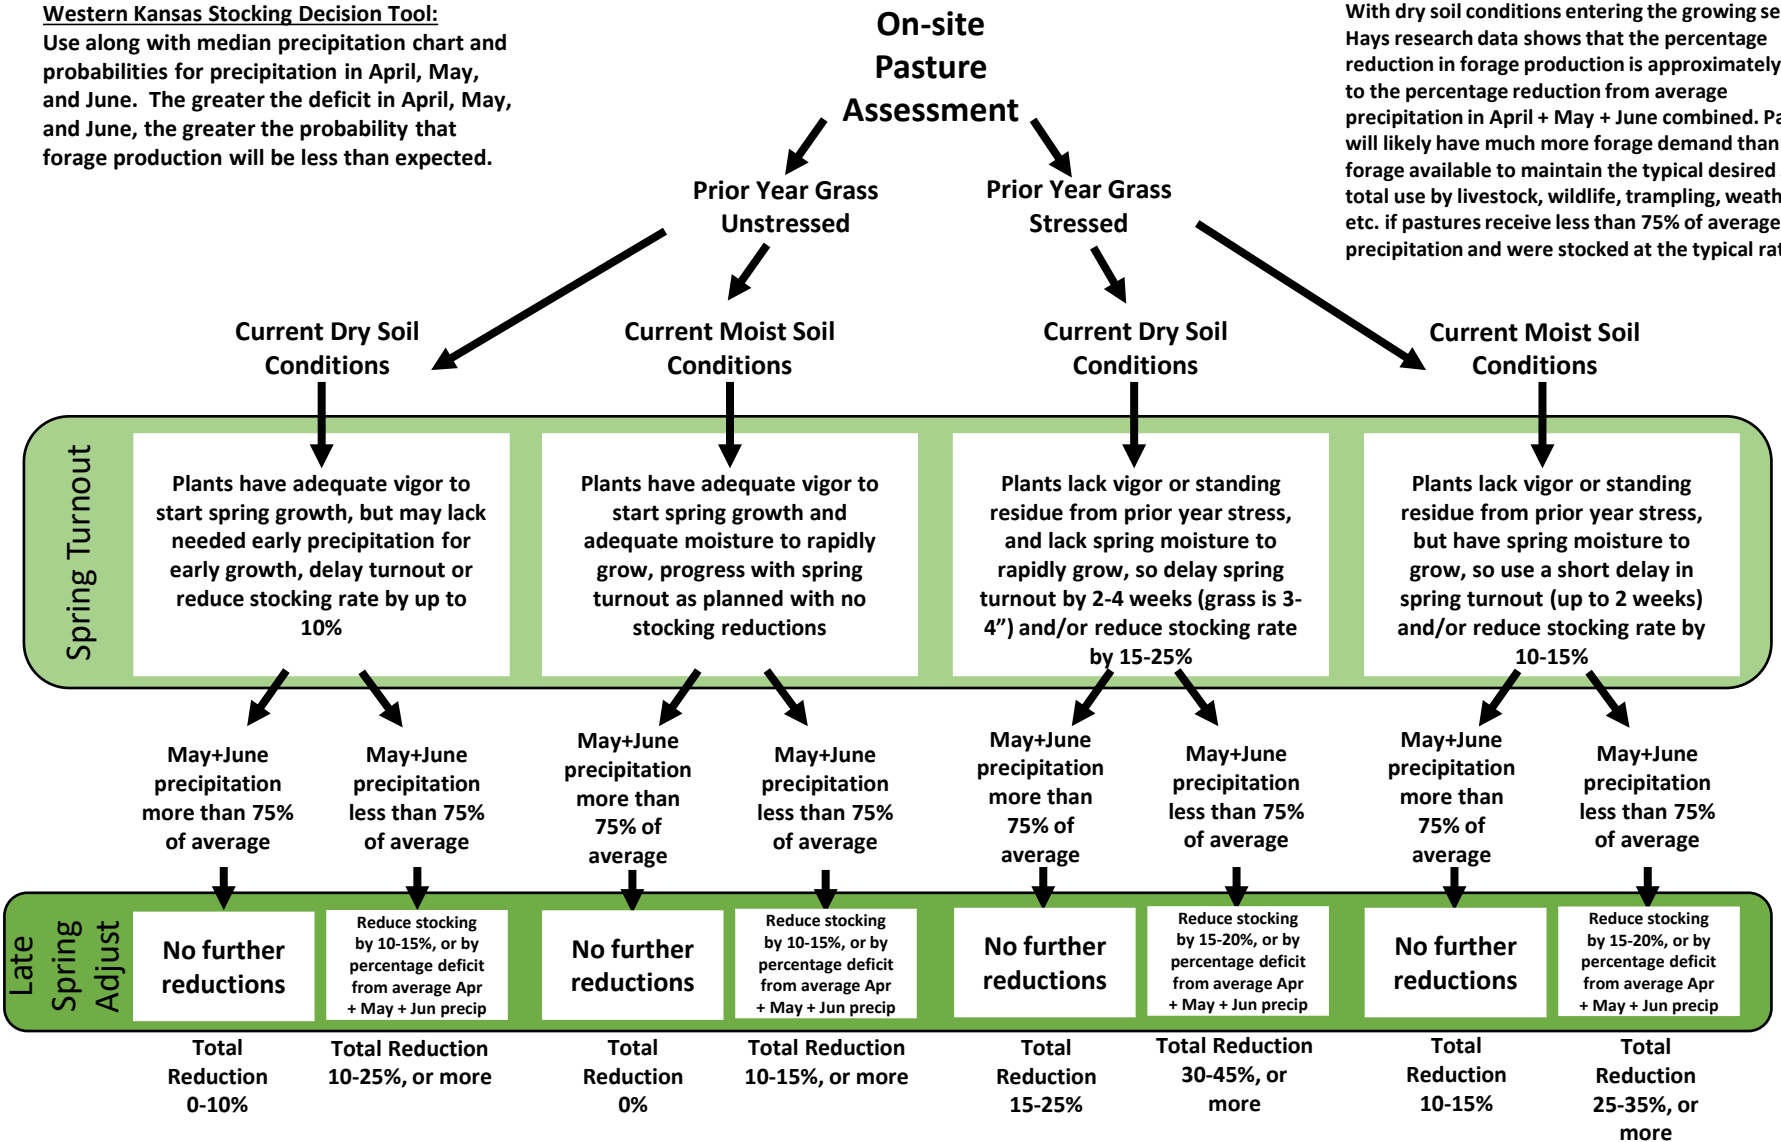 Western Kansas Stocking Decision Tool:
Use along with median precipitation chart and
probabilities for precipitation in April, May,
and June.  The greater the deficit in April, May,
and June, the greater the probability that
forage production will be less than expected.
On-site
Pasture
Assessment
With dry soil conditions entering the growing se
Hays research data shows that the percentage
reduction in forage production is approximately
to the percentage reduction from average
precipitation in April + May + June combined. Pa
will likely have much more forage demand than
forage available to maintain the typical desired
total use by livestock, wildlife, trampling, weath
etc. if pastures receive less than 75% of average
precipitation and were stocked at the typical rat
Prior Year Grass
Unstressed
Prior Year Grass
Stressed
Current Dry Soil
Conditions
Current Moist Soil
Conditions
Current Dry Soil
Conditions
Current Moist Soil
Conditions
Spring Turnout
Plants have adequate vigor to
start spring growth, but may lack
needed early precipitation for
early growth, delay turnout or
reduce stocking rate by up to
10%
Plants have adequate vigor to
start spring growth and
adequate moisture to rapidly
grow, progress with spring
turnout as planned with no
stocking reductions
Plants lack vigor or standing
residue from prior year stress,
and lack spring moisture to
rapidly grow, so delay spring
turnout by 2-4 weeks (grass is 3-
4”) and/or reduce stocking rate
by 15-25%
Plants lack vigor or standing
residue from prior year stress,
but have spring moisture to
grow, so use a short delay in
spring turnout (up to 2 weeks)
and/or reduce stocking rate by
10-15%
May+June
precipitation
more than 75%
of average
May+June
precipitation
less than 75%
of average
May+June
precipitation
more than
75% of
average
May+June
precipitation
less than 75%
of average
May+June
precipitation
more than
75% of
average
May+June
precipitation
less than 75%
of average
May+June
precipitation
more than
75% of
average
May+June
precipitation
less than 75%
of average
Late
Spring
Adjust
No further
reductions
Reduce stocking
by 10-15%, or by
percentage deficit
from average Apr
+ May + Jun precip
No further
reductions
Reduce stocking
by 10-15%, or by
percentage deficit
from average Apr
+ May + Jun precip
No further
reductions
Reduce stocking
by 15-20%, or by
percentage deficit
from average Apr
+ May + Jun precip
No further
reductions
Reduce stocking
by 15-20%, or by
percentage deficit
from average Apr
+ May + Jun precip
Total
Reduction
0-10%
Total Reduction
10-25%, or more
Total
Reduction
0%
Total Reduction
10-15%, or more
Total
Reduction
15-25%
Total Reduction
30-45%, or
more
Total
Reduction
10-15%
Total
Reduction
25-35%, or
more